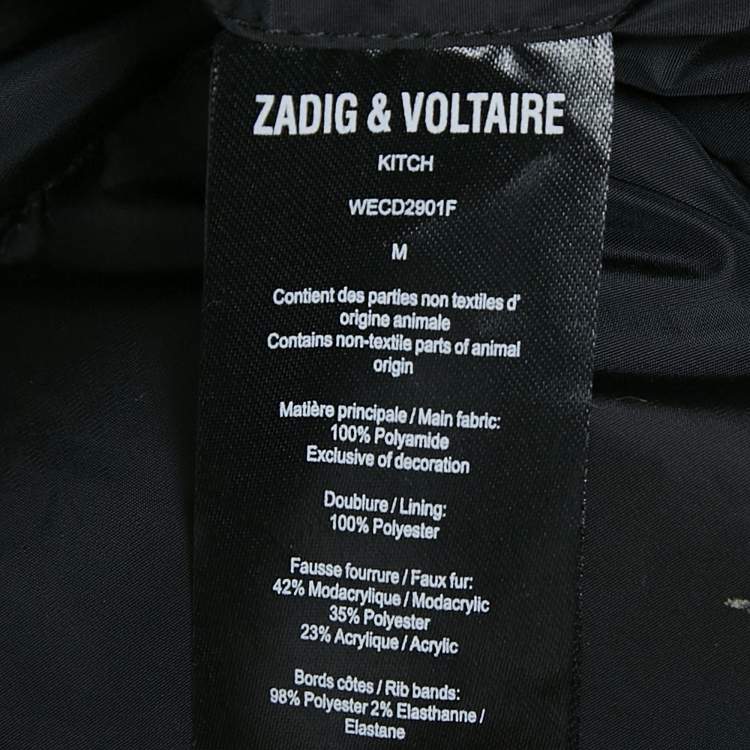 ZADIG & VOLTAIRE
KITCH
WECD2901F
M
Contient des parties non textiles d'
origine animale
Contains non-textile parts of animal
origin
Matière principale / Main fabric:
100% Polyamide
Exclusive of decoration
Doublure / Lining:
100% Polyester
Fausse fourrure / Faux fur:
42% Modacrylique / Modacrylic
35% Polyester
23% Acrylique / Acrylic
Bords côtes / Rib bands:
98% Polyester 2% Elasthanne /
Elastane